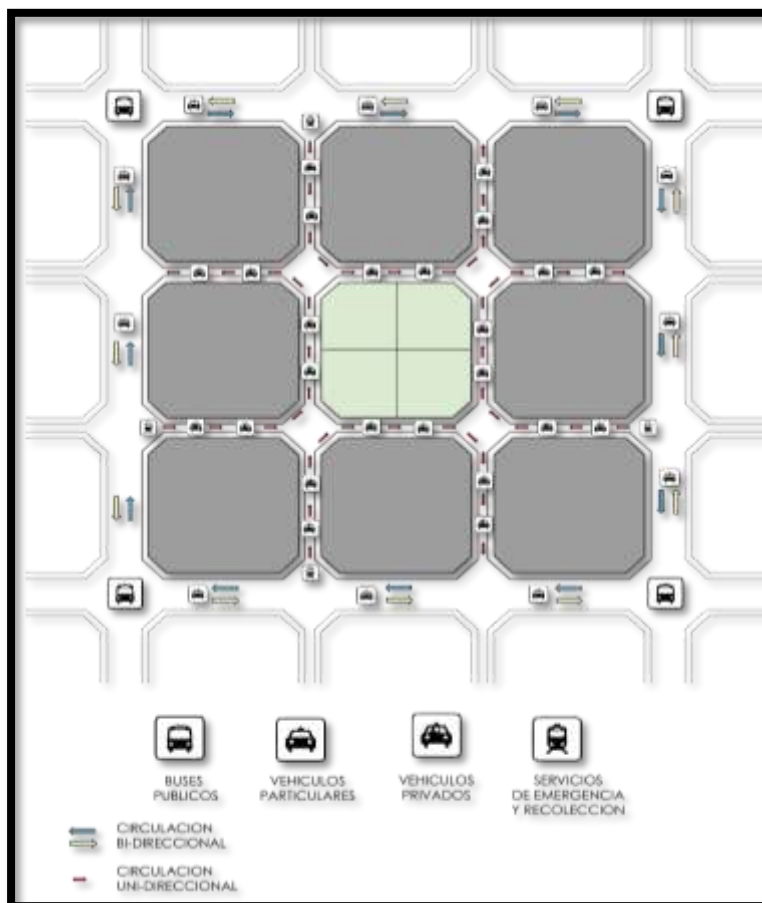 BUSES
PUBLICOS
VEHICULOS
PARTICULARES
VEHICULOS
PRIVADOS
SERVICIOS
DE EMERGENCIA
Y RECOLECCION
CIRCULACION
BI-DIRECCIONAL
CIRCULACION
UNI-DIRECCIONAL